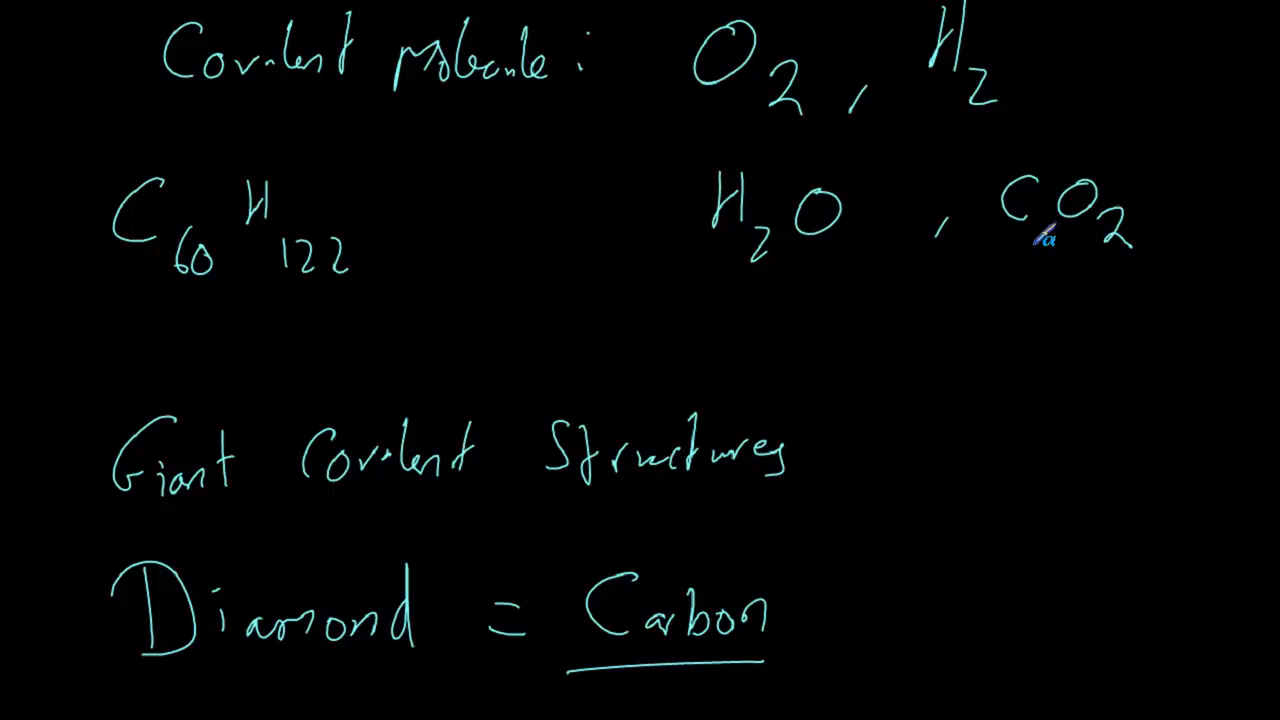 Covalent molecule: O₂, H₂
C₆₀H₁₂₂ H₂O, CO₂
Giant Covalent Structures
Diamond = Carbon